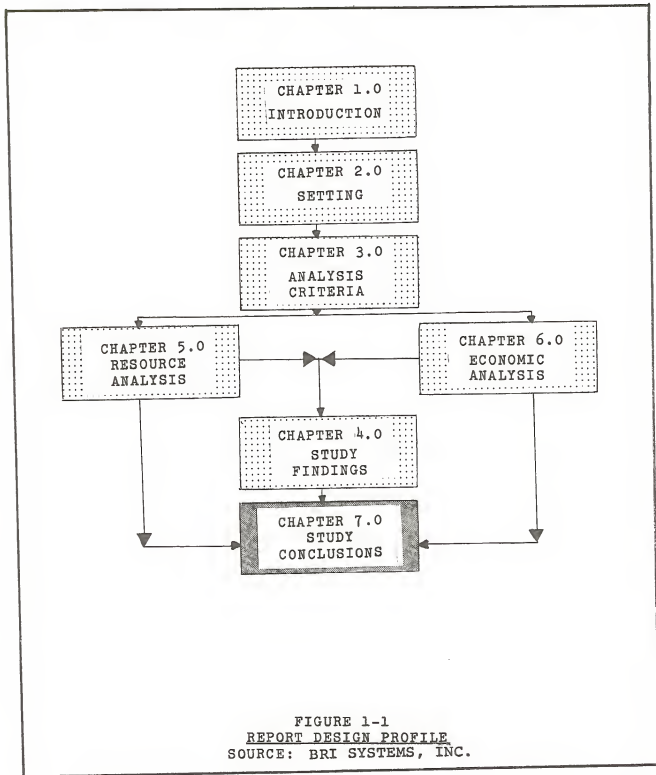 CHAPTER 1.0
INTRODUCTION
CHAPTER 2.0
SETTING
CHAPTER 3.0
ANALYSIS
CRITERIA
CHAPTER 5.0
RESOURCE
ANALYSIS
CHAPTER 6.0
ECONOMIC
ANALYSIS
CHAPTER 4.0
STUDY
FINDINGS
CHAPTER 7.0
STUDY
CONCLUSIONS
FIGURE 1-1
REPORT DESIGN PROFILE
SOURCE: BRI SYSTEMS, INC.